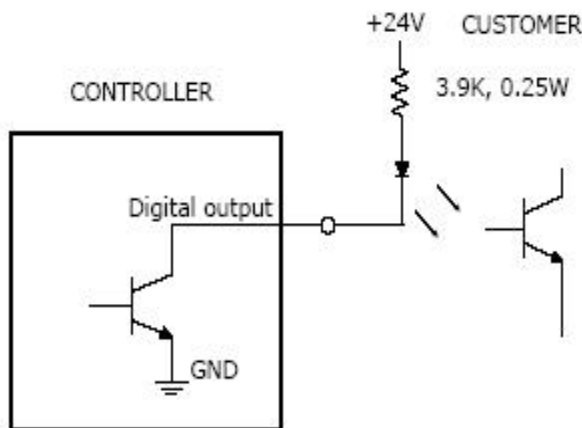 +24V CUSTOMER
CONTROLLER
3.9K, 0.25W
Digital output
GND